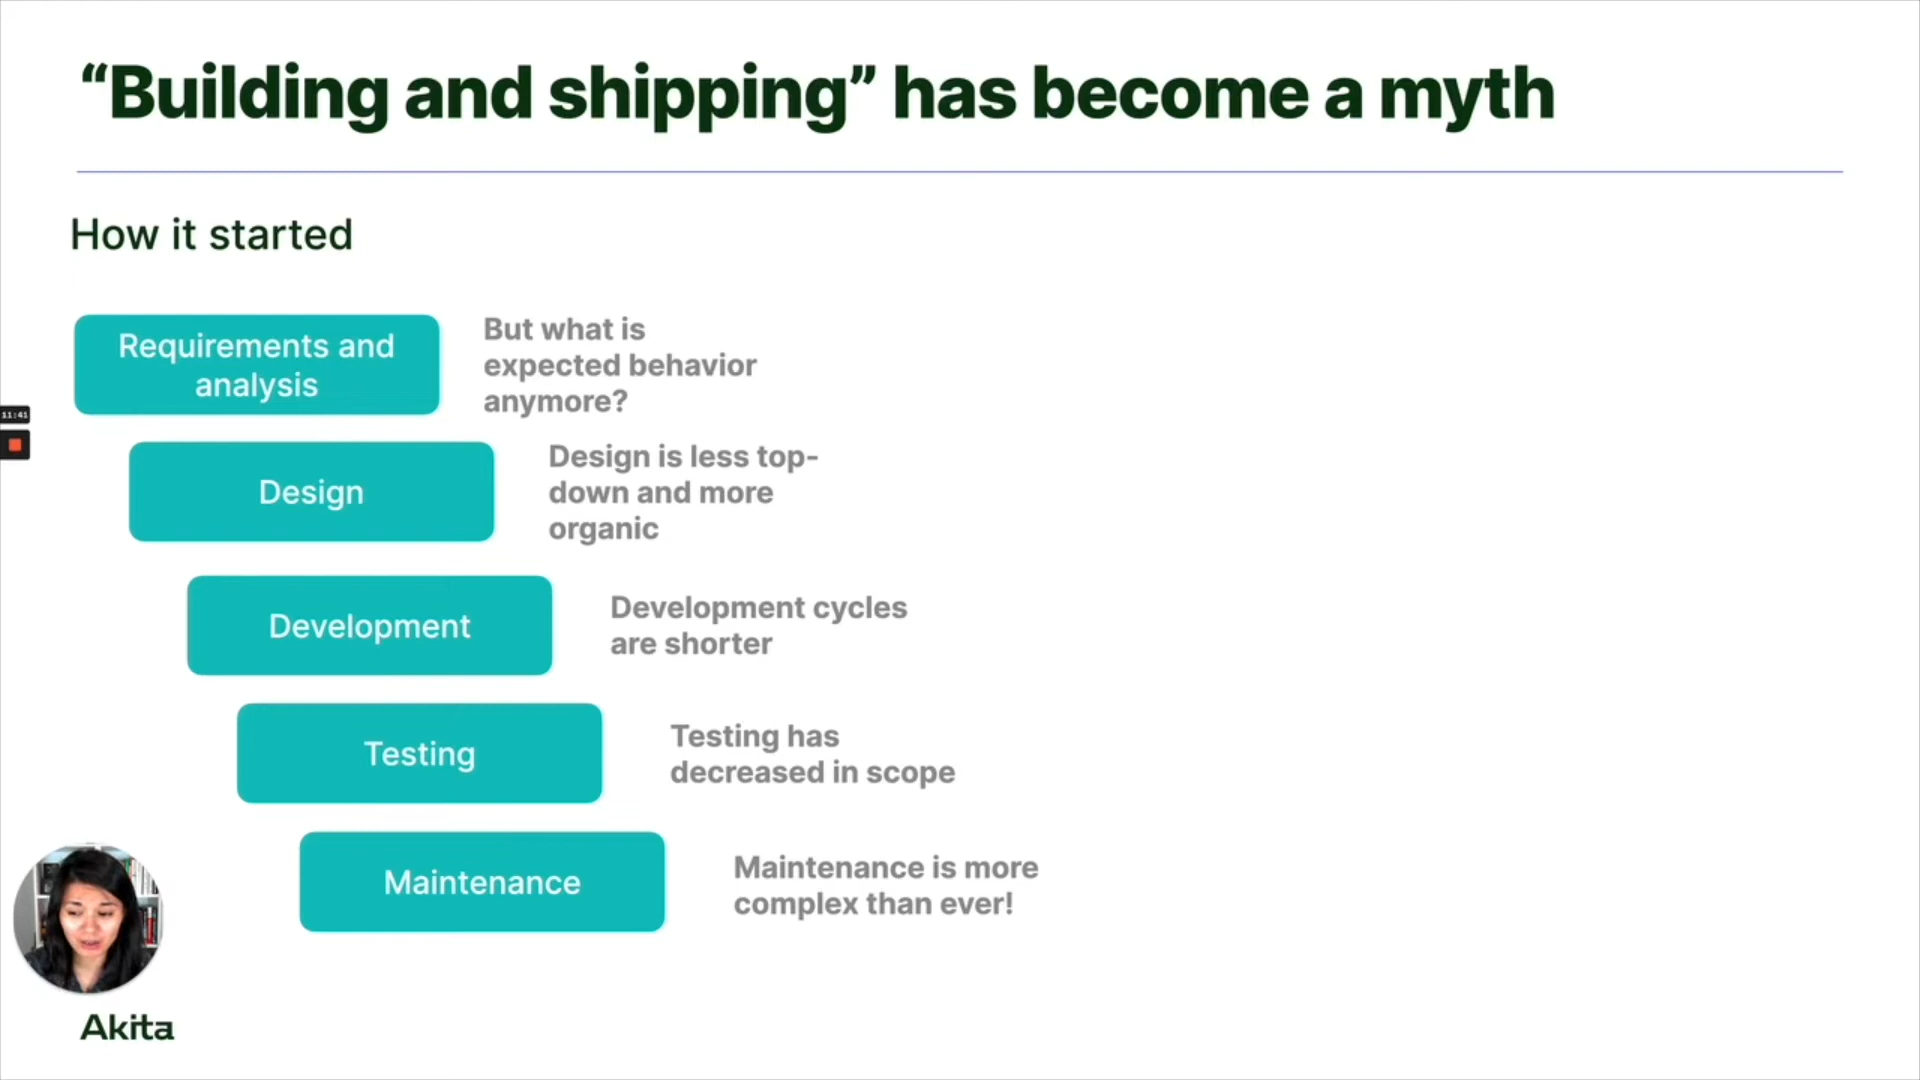 “Building and shipping” has become a myth
How it started
Requirements and
analysis
But what is
expected behavior
anymore?
11:41
Design
Design is less top-
down and more
organic
Development
Development cycles
are shorter
Testing
Testing has
decreased in scope
Maintenance
Maintenance is more
complex than ever!
Akita